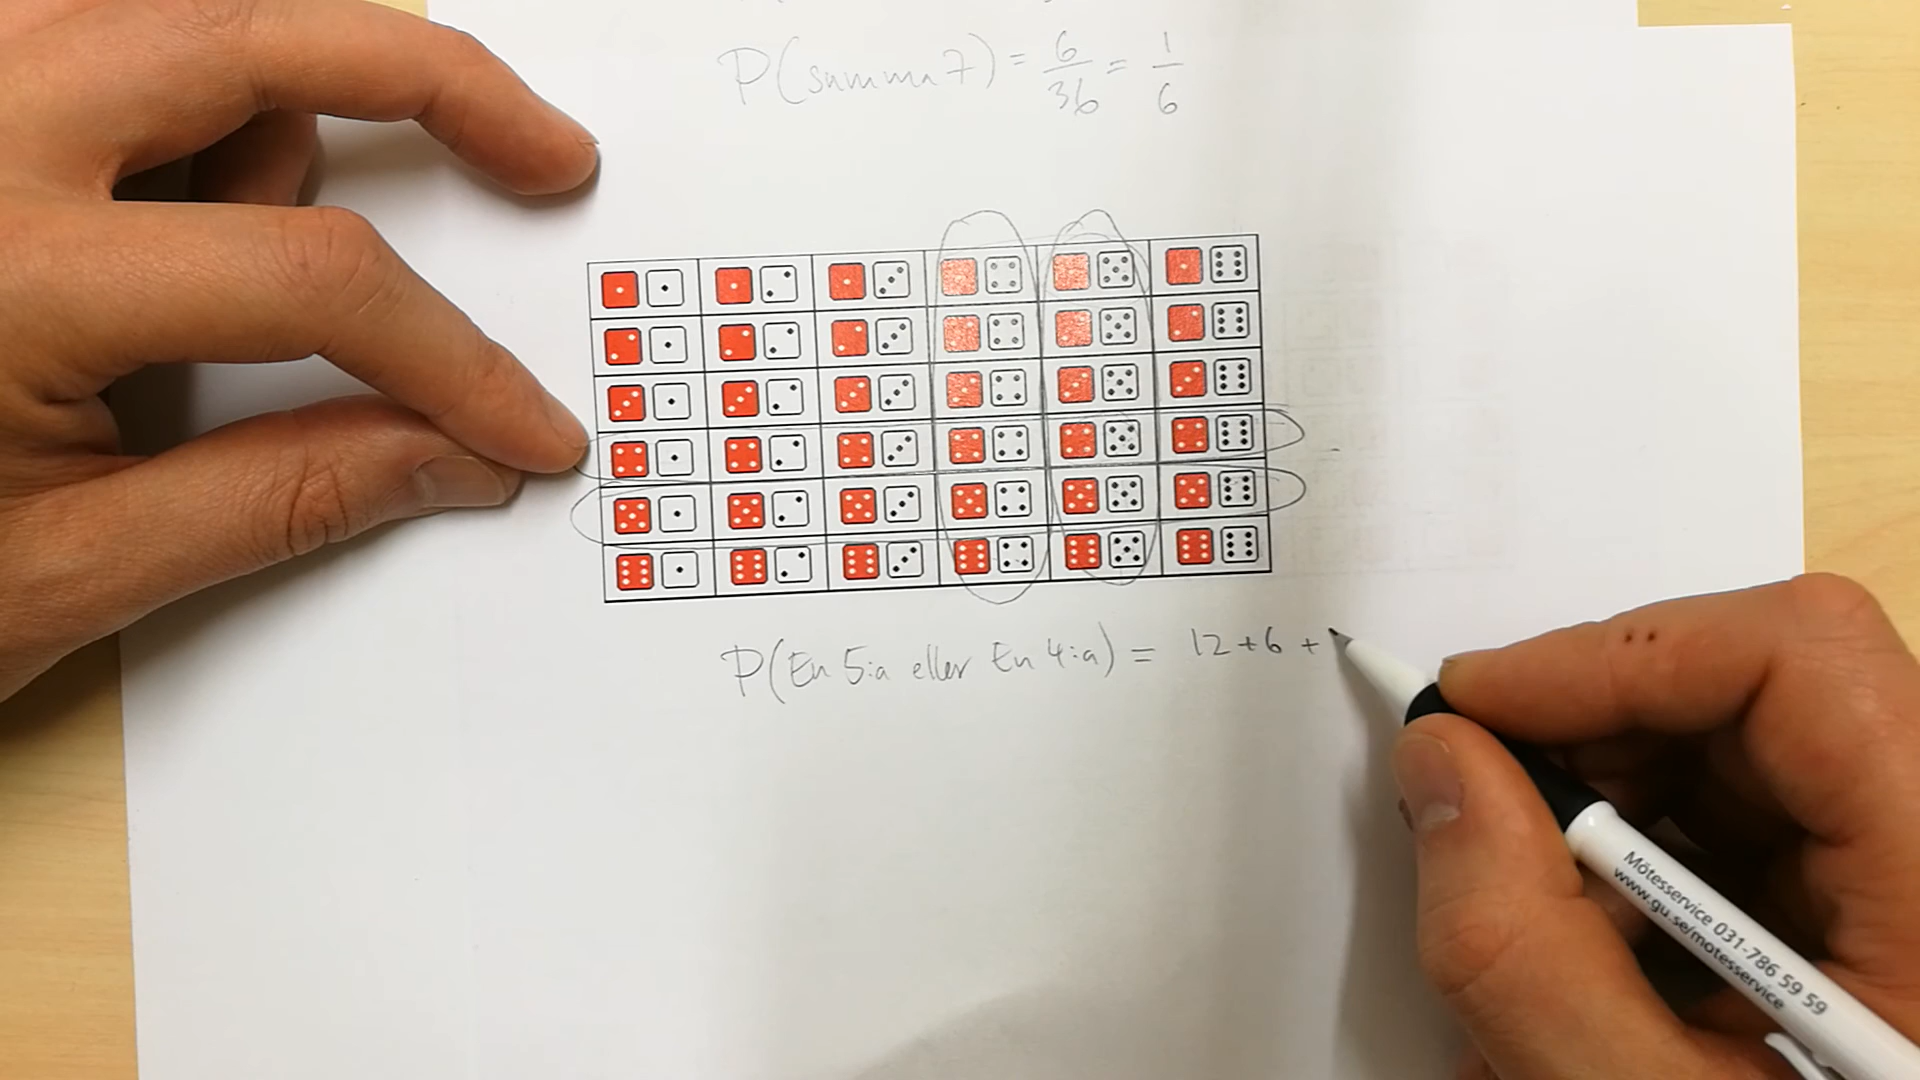 P(summa 7) = 6/36 = 1/6
P(En 5:a eller En 4:a) = 12+6+
Mötesservice 031-786 59 59
www.gu.se/motesservice